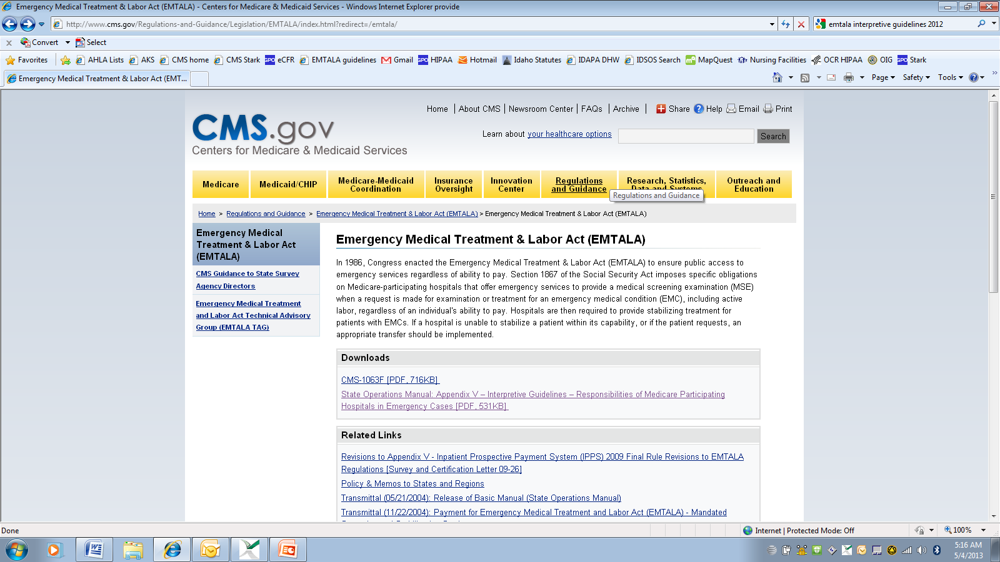 Emergency Medical Treatment & Labor Act (EMTALA) - Centers for Medicare & Medicaid Services - Windows Internet Explorer provide
http://www.cms.gov/Regulations-and-Guidance/Legislation/EMTALA/index.html?redirect=/emtala/
emtala interpretive guidelines 2012
x Convert Select
Favorites AHLA Lists AKS CMS home CMS Stark GPO eCFR EMTALA guidelines Gmail GPO HIPAA Hotmail Idaho Statutes IDAPA DHW IDSOS Search MapQuest Nursing Facilities OCR HIPAA OIG GPO Stark
Emergency Medical Treatment & Labor Act (EMT...
Page Safety Tools
Home | About CMS | Newsroom Center | FAQs | Archive | Share Help Email Print
CMS.gov
Centers for Medicare & Medicaid Services
Learn about your healthcare options
Search
Medicare
Medicaid/CHIP
Medicare-Medicaid
Coordination
Insurance
Oversight
Innovation
Center
Regulations
and Guidance
Research, Statistics,
Data and Systems
Outreach and
Education
Regulations and Guidance
Home > Regulations and Guidance > Emergency Medical Treatment & Labor Act (EMTALA) > Emergency Medical Treatment & Labor Act (EMTALA)
Emergency Medical
Treatment & Labor Act
(EMTALA)
CMS Guidance to State Survey
Agency Directors
Emergency Medical Treatment
and Labor Act Technical Advisory
Group (EMTALA TAG)
Emergency Medical Treatment & Labor Act (EMTALA)
In 1986, Congress enacted the Emergency Medical Treatment & Labor Act (EMTALA) to ensure public access to
emergency services regardless of ability to pay. Section 1867 of the Social Security Act imposes specific obligations
on Medicare-participating hospitals that offer emergency services to provide a medical screening examination (MSE)
when a request is made for examination or treatment for an emergency medical condition (EMC), including active
labor, regardless of an individual's ability to pay. Hospitals are then required to provide stabilizing treatment for
patients with EMCs. If a hospital is unable to stabilize a patient within its capability, or if the patient requests, an
appropriate transfer should be implemented.
Downloads
CMS-1063F [PDF, 716KB]
State Operations Manual: Appendix V – Interpretive Guidelines – Responsibilities of Medicare Participating
Hospitals in Emergency Cases [PDF, 531KB]
Related Links
Revisions to Appendix V - Inpatient Prospective Payment System (IPPS) 2009 Final Rule Revisions to EMTALA
Regulations [Survey and Certification Letter 09-26]
Policy & Memos to States and Regions
Transmittal (05/21/2004): Release of Basic Manual (State Operations Manual)
Transmittal (11/22/2004): Payment for Emergency Medical Treatment and Labor Act (EMTALA) - Mandated
Done
Internet | Protected Mode: Off
100%
5:16 AM
5/4/2013